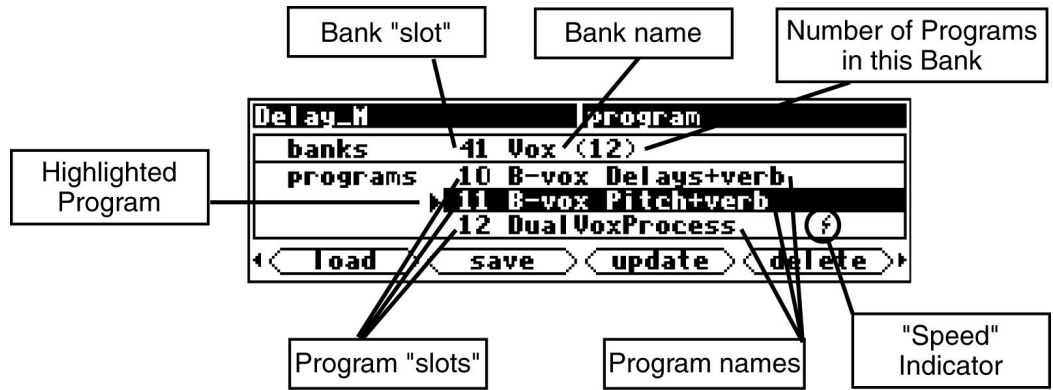 Bank "slot"
Bank name
Number of Programs
in this Bank
Delay_M program
banks 41 Vox (12)
Highlighted
Program
programs 10 B-vox Delays+verb
11 B-vox Pitch+verb
12 DualVoxProcess
load save update delete
Program "slots"
Program names
"Speed"
Indicator